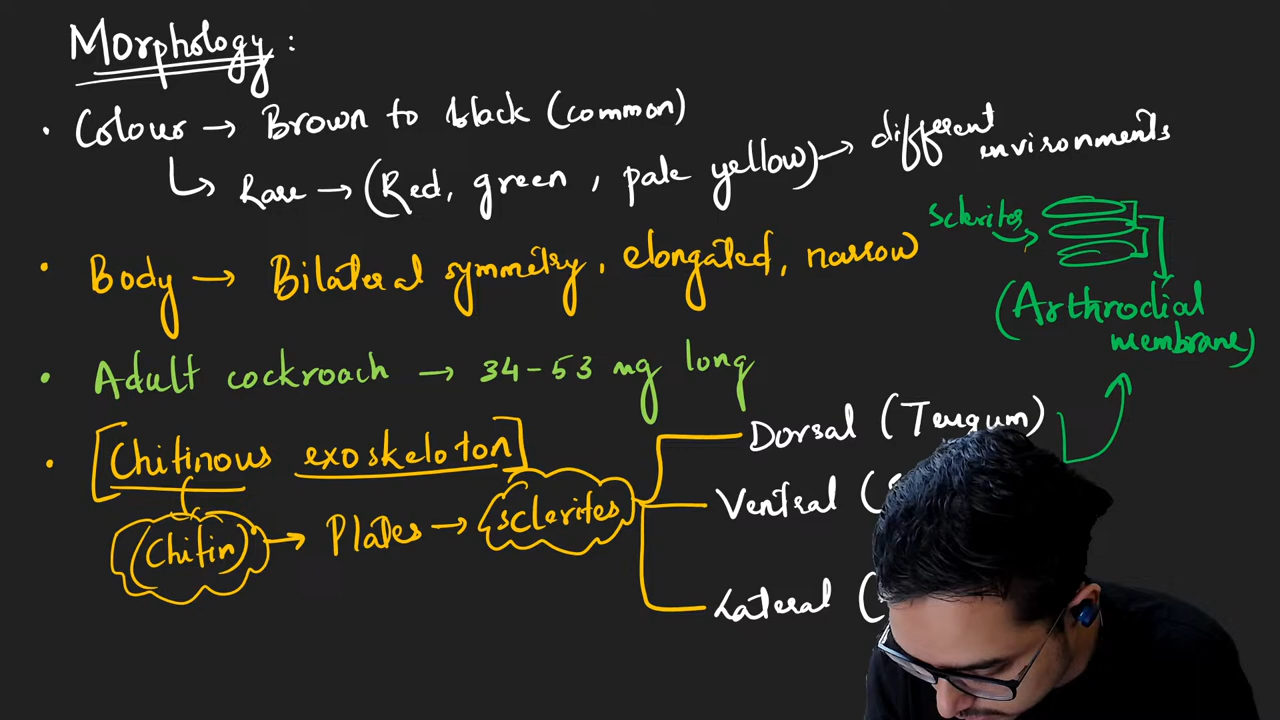 Morphology :
• Colour → Brown to black (common)
↳ Rare → (Red, green, pale yellow) → different environments
sclerites
(Arthrodial membrane)
• Body → Bilateral symmetry, elongated, narrow
• Adult cockroach → 34-53 mg long
• [Chitinous exoskeloton]
(Chitin) → Plates → sclerites
Dorsal (Tergum)
Ventral (
Lateral (